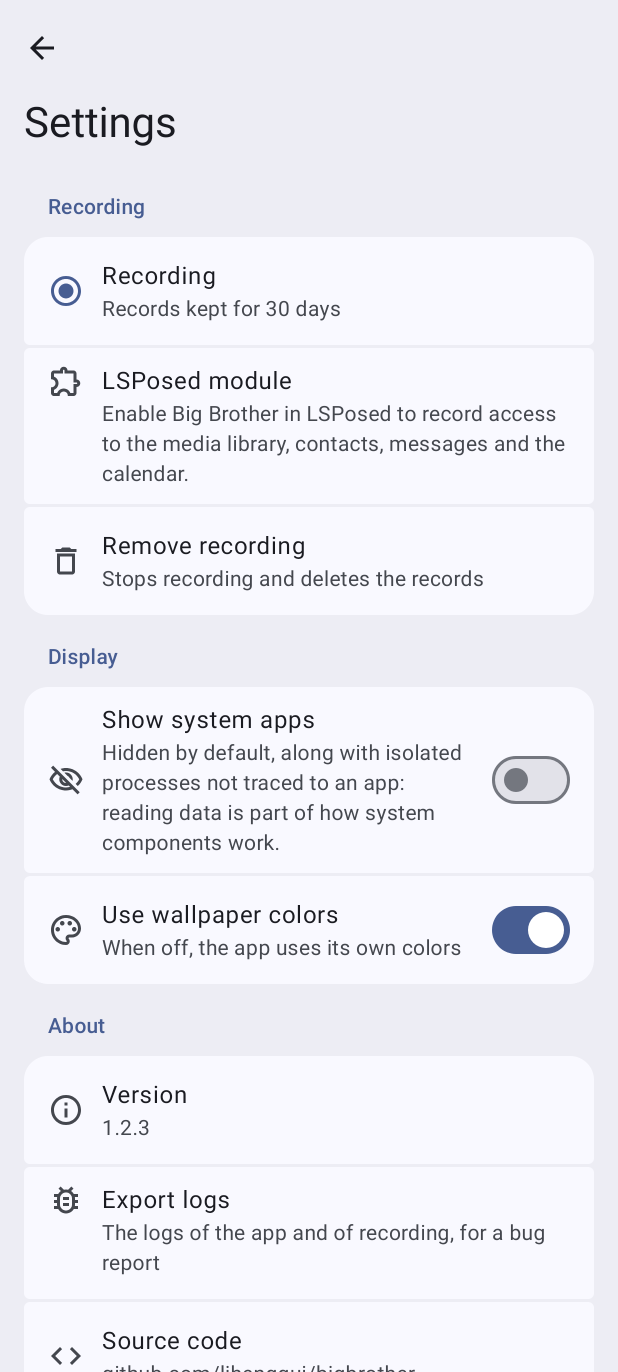 Settings
Recording
Recording
Records kept for 30 days
LSPosed module
Enable Big Brother in LSPosed to record access
to the media library, contacts, messages and the
calendar.
Remove recording
Stops recording and deletes the records
Display
Show system apps
Hidden by default, along with isolated
processes not traced to an app:
reading data is part of how system
components work.
Use wallpaper colors
When off, the app uses its own colors
About
Version
1.2.3
Export logs
The logs of the app and of recording, for a bug
report
Source code